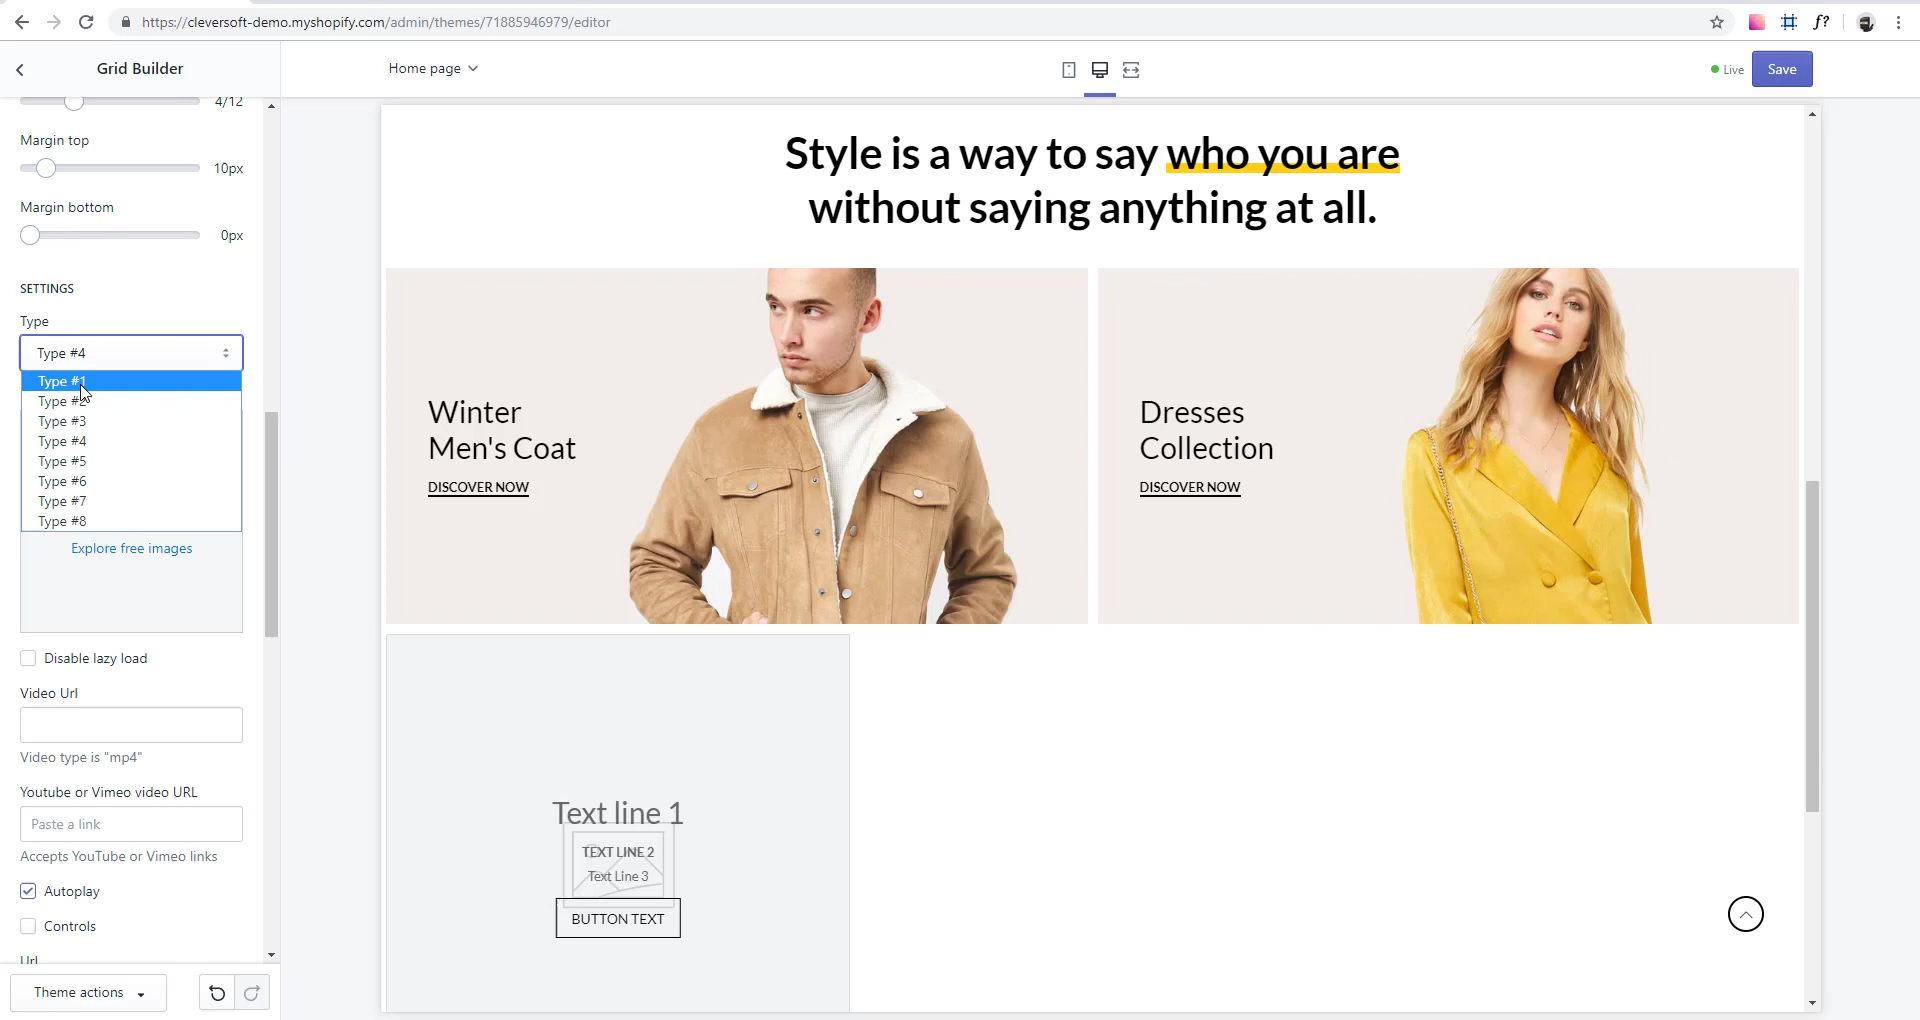 https://cleversoft-demo.myshopify.com/admin/themes/71885946979/editor
f?
Grid Builder
Home page
Live
Save
4/12
Margin top
10px
Margin bottom
0px
SETTINGS
Type
Type #4
Type #1
Type #2
Type #3
Type #4
Type #5
Type #6
Type #7
Type #8
Explore free images
Disable lazy load
Video Url
Video type is "mp4"
Youtube or Vimeo video URL
Paste a link
Accepts YouTube or Vimeo links
Autoplay
Controls
Url
Theme actions
Style is a way to say who you are
without saying anything at all.
Winter
Men's Coat
DISCOVER NOW
Dresses
Collection
DISCOVER NOW
Text line 1
TEXT LINE 2
Text Line 3
BUTTON TEXT